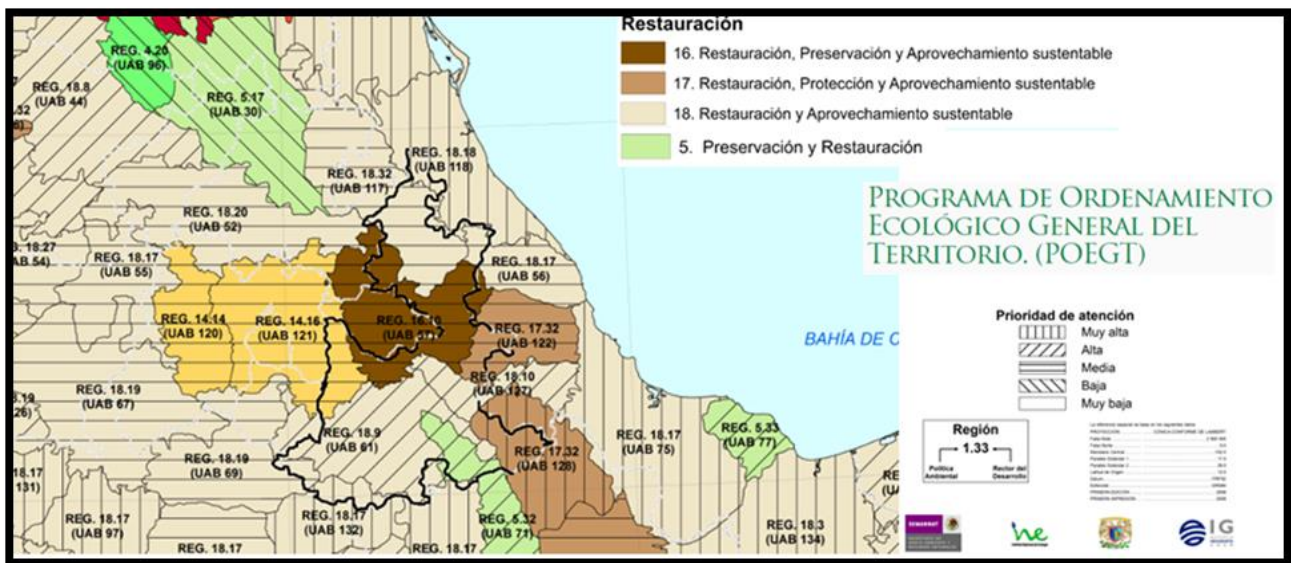 Restauración
16. Restauración, Preservación y Aprovechamiento sustentable
17. Restauración, Protección y Aprovechamiento sustentable
18. Restauración y Aprovechamiento sustentable
5. Preservación y Restauración
PROGRAMA DE ORDENAMIENTO
ECOLÓGICO GENERAL DEL
TERRITORIO. (POEGT)
REG. 4.20
(UAB 96)
REG. 18.8
(UAB 44)
REG. 5.17
(UAB 30)
REG. 18.18
(UAB 118)
REG. 18.32
(UAB 117)
REG. 18.20
(UAB 52)
18.27
REG. 18.17
(UAB 55)
REG. 18.17
(UAB 56)
REG. 14.14
(UAB 120)
REG. 14.16
(UAB 121)
REG. 17.32
(UAB 122)
BAHÍA DE C
REG. 18.10
REG. 18.19
(UAB 67)
REG. 18.9
(UAB 61)
REG. 18.17
(UAB 75)
REG. 5.33
(UAB 77)
REG. 17.32
(UAB 128)
REG. 18.19
(UAB 69)
REG. 18.17
(UAB 97)
REG. 18.17
REG. 18.17
(UAB 132)
REG. 18.17
REG. 5.32
(UAB 71)
REG. 18.3
(UAB 134)
Prioridad de atención
Muy alta
Alta
Media
Baja
Muy baja
Región
1.33
Política
Ambiental
Rector del
Desarrollo
SEMARNAT
ine
IG